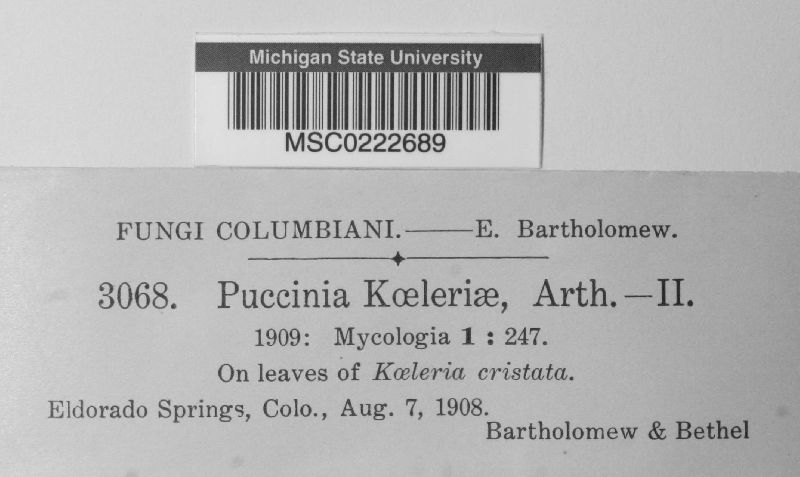 Michigan State University
MSC0222689
FUNGI COLUMBIANI.——E. Bartholomew.
3068. Puccinia Kœleriæ, Arth.—II.
1909: Mycologia 1 : 247.
On leaves of Kœleria cristata.
Eldorado Springs, Colo., Aug. 7, 1908.
Bartholomew & Bethel